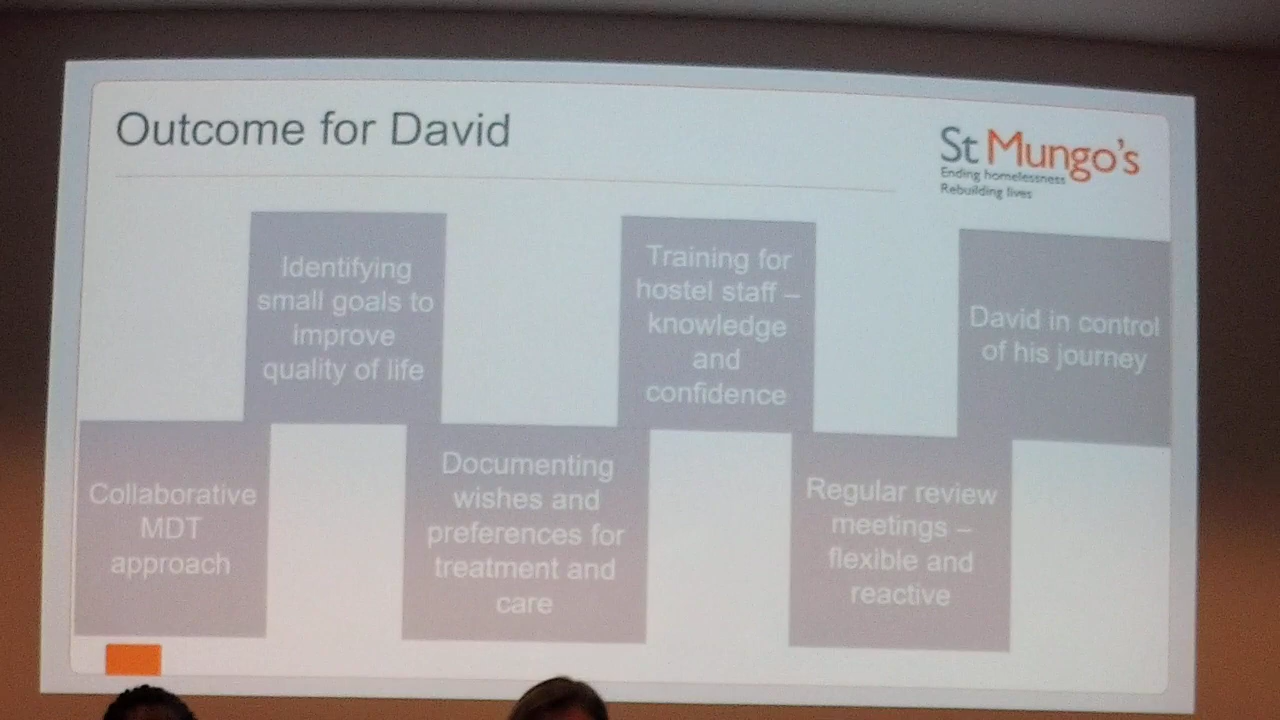 Outcome for David
St Mungo's
Ending homelessness
Rebuilding lives
Identifying
small goals to
improve
quality of life
Training for
hostel staff –
knowledge
and
confidence
David in control
of his journey
Collaborative
MDT
approach
Documenting
wishes and
preferences for
treatment and
care
Regular review
meetings –
flexible and
reactive